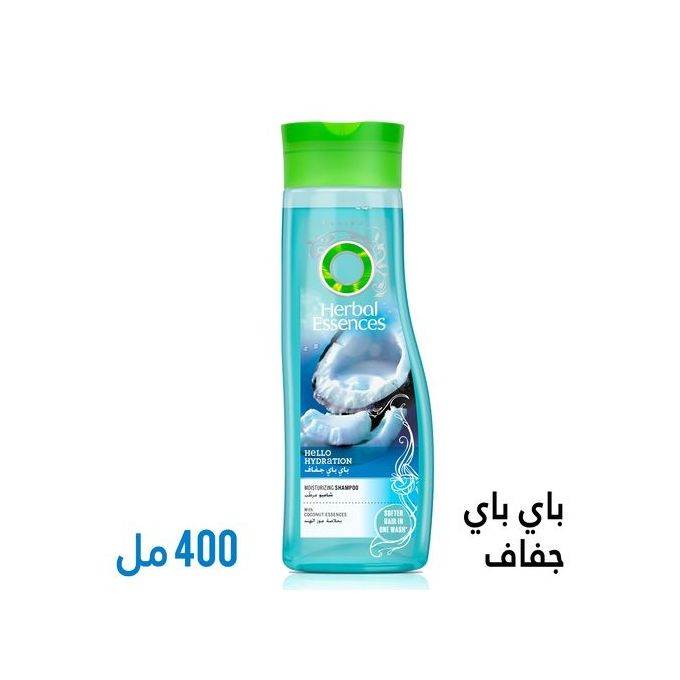 Herbal
Essences
HELLO
HYDRATION
باي باي جفاف
MOISTURIZING SHAMPOO
شامبو مرطب
With
COCONUT ESSENCES
بخلاصة جوز الهند
SOFTER
HAIR IN
ONE WASH*
باي باي
جفاف
400 مل